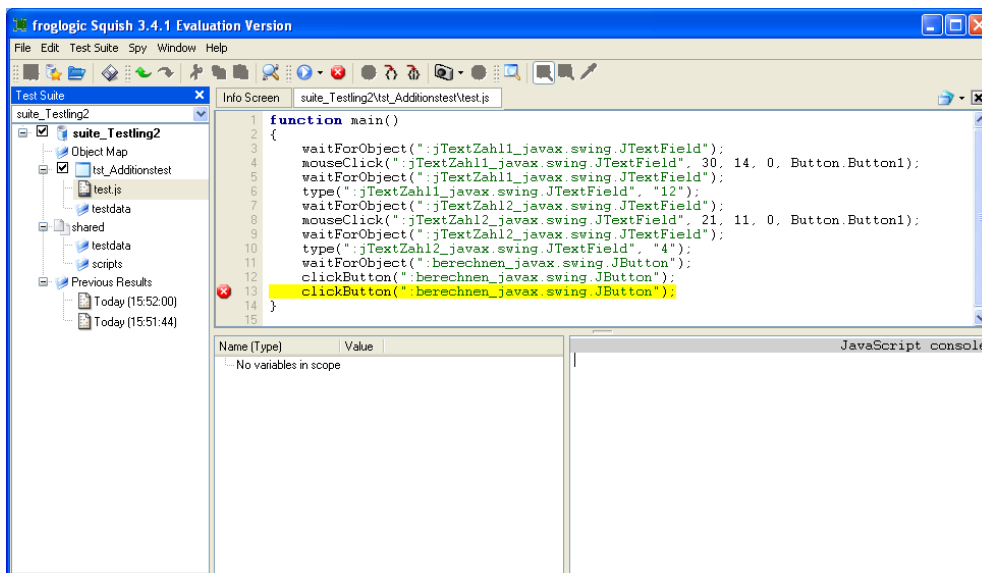 froglogic Squish 3.4.1 Evaluation Version
File Edit Test Suite Spy Window Help
Test Suite
suite_Testling2
suite_Testling2
Object Map
tst_Additionstest
test.js
testdata
shared
testdata
scripts
Previous Results
Today (15:52:00)
Today (15:51:44)
Info Screen suite_Testling2\tst_Additionstest\test.js
1 function main()
2 {
3 waitForObject(":jTextZahl1_javax.swing.JTextField");
4 mouseClick(":jTextZahl1_javax.swing.JTextField", 30, 14, 0, Button.Button1);
5 waitForObject(":jTextZahl1_javax.swing.JTextField");
6 type(":jTextZahl1_javax.swing.JTextField", "12");
7 waitForObject(":jTextZahl2_javax.swing.JTextField");
8 mouseClick(":jTextZahl2_javax.swing.JTextField", 21, 11, 0, Button.Button1);
9 waitForObject(":jTextZahl2_javax.swing.JTextField");
10 type(":jTextZahl2_javax.swing.JTextField", "4");
11 waitForObject(":berechnen_javax.swing.JButton");
12 clickButton(":berechnen_javax.swing.JButton");
13 clickButton(":berechnen_javax.swing.JButton");
14 }
15
Name (Type) Value
No variables in scope
JavaScript console